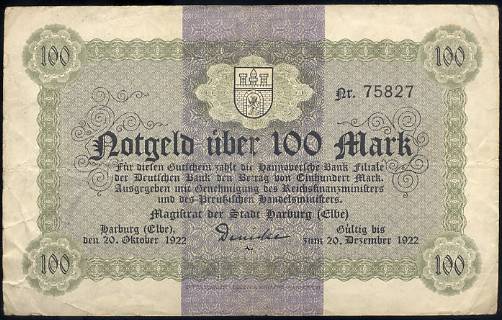 100 100
Nr. 75827
Notgeld über 100 Mark
Für diesen Gutschein zahlt die Hannoversche Bank Filiale
der Deutschen Bank den Betrag von Einhundert Mark.
Ausgegeben mit Genehmigung des Reichsfinanzministers
und des Preußischen Handelsministers.
Magistrat der Stadt Harburg (Elbe)
Harburg (Elbe), Gültig bis
den 20. Oktober 1922 Denicke zum 20. Dezember 1922
100 100